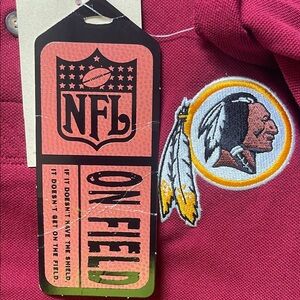 NFL
ON FIELD
IF IT DOESN'T HAVE THE SHIELD
IT DOESN'T GET ON THE FIELD